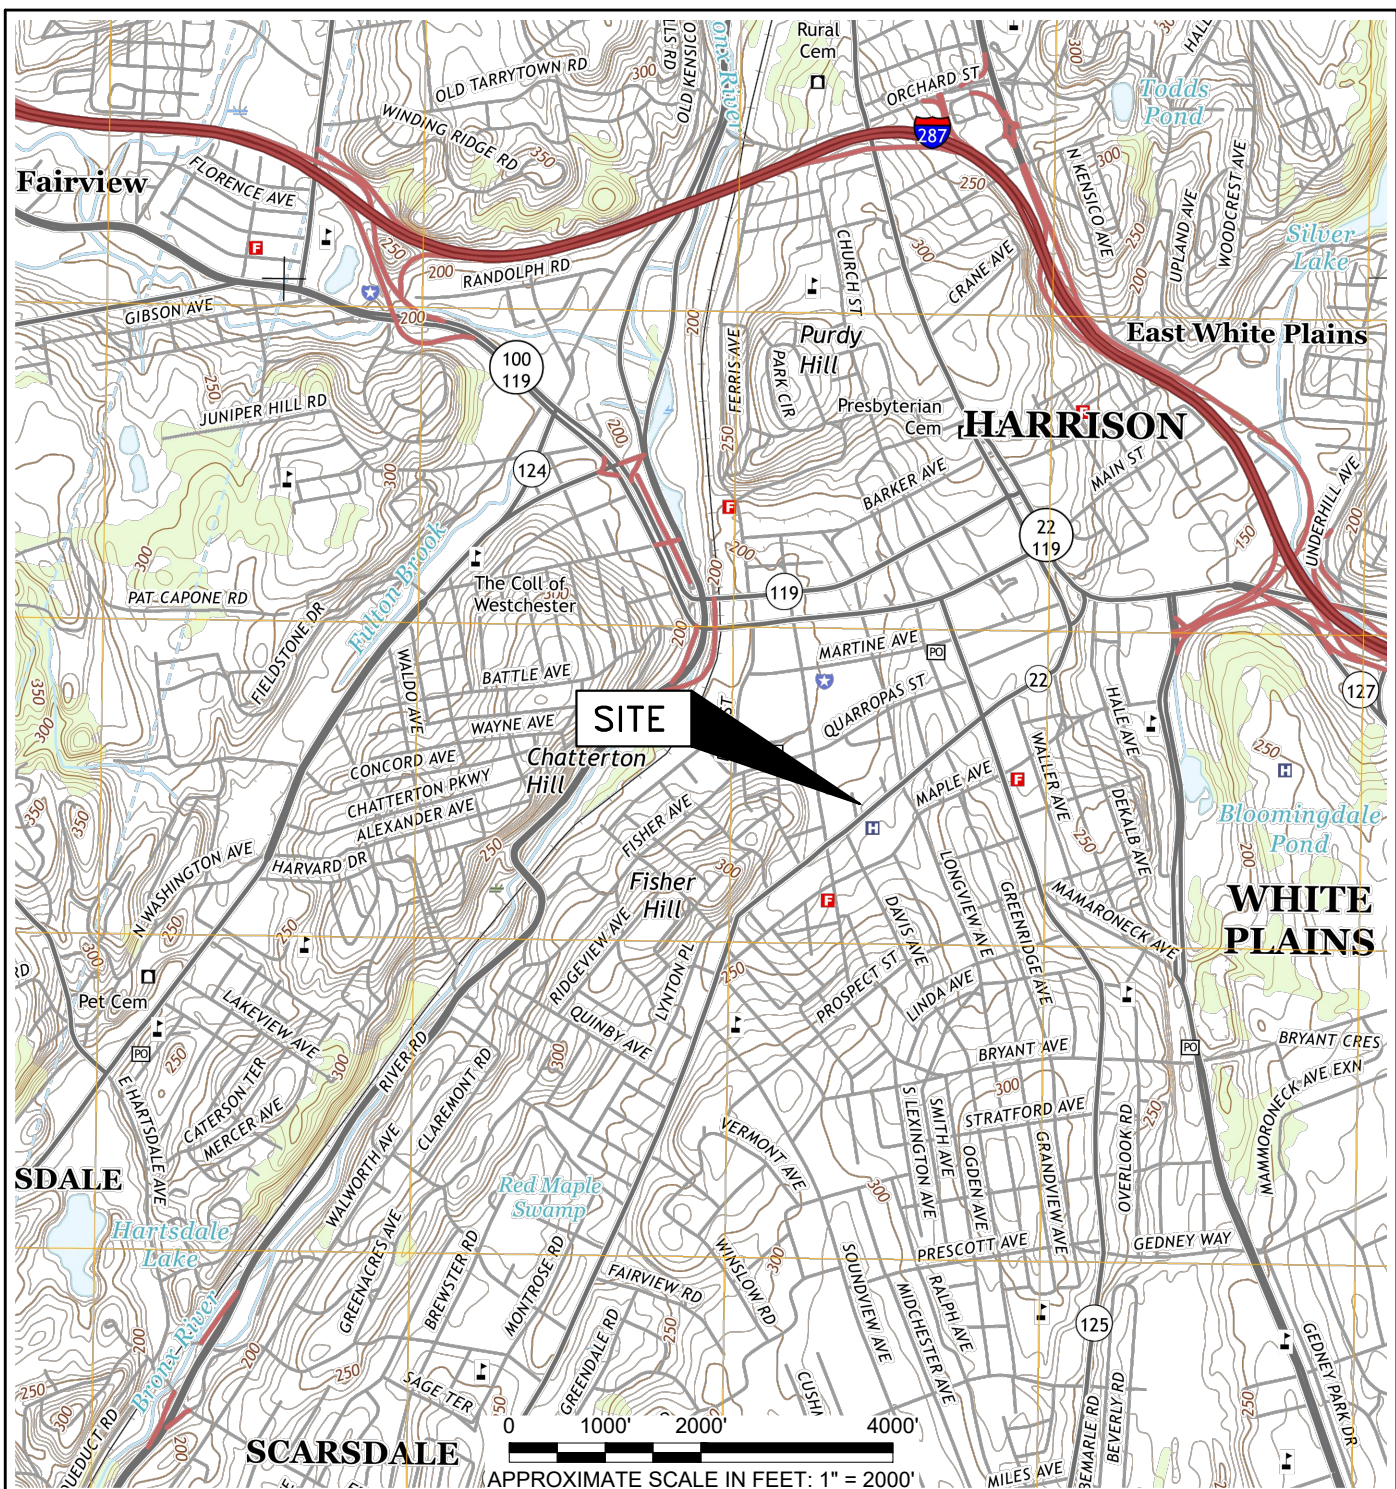 Rural
Cem
OLD TARRYTOWN RD
OLD KENSICO
ORCHARD ST
Todds
Pond
WINDING RIDGE RD
287
Fairview
FLORENCE AVE
N KENSICO AVE
UPLAND AVE
WOODCREST AVE
Silver
Lake
RANDOLPH RD
CHURCH ST
CRANE AVE
GIBSON AVE
East White Plains
Purdy
Hill
FERRIS AVE
PARK CIR
100
119
JUNIPER HILL RD
Presbyterian
Cem
HARRISON
124
BARKER AVE
MAIN ST
UNDERHILL AVE
22
119
Fulton Brook
PAT CAPONE RD
The Coll of
Westchester
119
FIELDSTONE DR
WALDO AVE
BATTLE AVE
MARTINE AVE
PO
QUARROPAS ST
22
127
SITE
ST
WAYNE AVE
CONCORD AVE
CHATTERTON PKWY
ALEXANDER AVE
Chatterton
Hill
HALE AVE
WALLER AVE
DEKALB AVE
MAPLE AVE
H
H
F
F
F
F
F
Bloomingdale
Pond
N WASHINGTON AVE
HARVARD DR
FISHER AVE
Fisher
Hill
WHITE
PLAINS
LONGVIEW AVE
GREENRIDGE AVE
MAMARONECK AVE
DAVIS AVE
RIDGEVIEW AVE
LYNTON PL
PROSPECT ST
LINDA AVE
RD
Pet Cem
LAKEVIEW AVE
QUINBY AVE
PO
PO
BRYANT AVE
BRYANT CRES
RIVER RD
CLAREMONT RD
CATERSON TER
MERCER AVE
E HARTSDALE AVE
MAMMORONECK AVE EXN
S LEXINGTON AVE
SMITH AVE
STRATFORD AVE
OGDEN AVE
GRANDVIEW AVE
OVERLOOK RD
VERMONT AVE
WALWORTH AVE
SDALE
Red Maple
Swamp
Hartsdale
Lake
GREENACRES AVE
BREWSTER RD
MONTROSE RD
PRESCOTT AVE
GEDNEY WAY
FAIRVIEW RD
WINSLOW RD
SOUNDVIEW AVE
MIDCHESTER AVE
RALPH AVE
125
GEDNEY PARK DR
Bronx River
GREENDALE RD
SAGE TER
BEVERLY RD
SCARSDALE
MILES AVE
0 1000' 2000' 4000'
APPROXIMATE SCALE IN FEET: 1" = 2000'
300
350
250
200
150